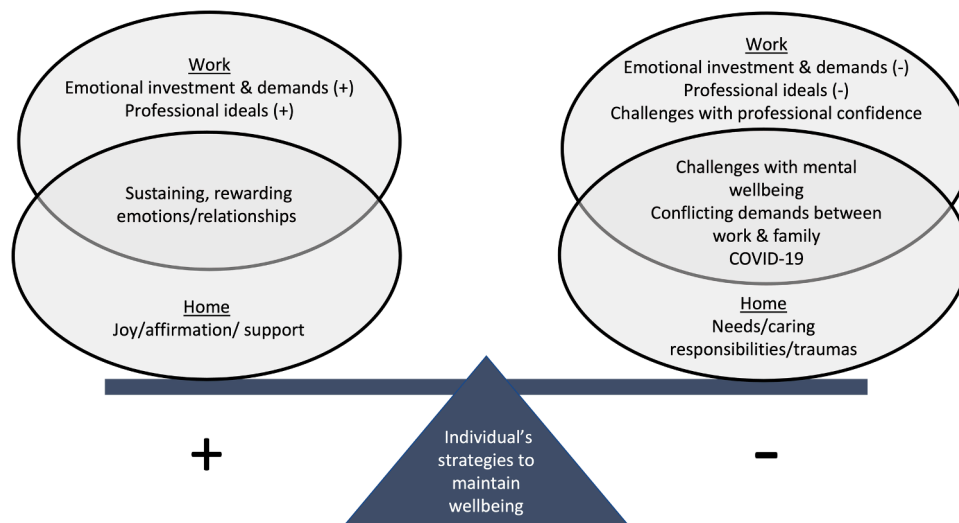 Work
Emotional investment & demands (+)
Professional ideals (+)
Sustaining, rewarding
emotions/relationships
Home
Joy/affirmation/ support
Work
Emotional investment & demands (-)
Professional ideals (-)
Challenges with professional confidence
Challenges with mental
wellbeing
Conflicting demands between
work & family
COVID-19
Home
Needs/caring
responsibilities/traumas
+
-
Individual’s
strategies to
maintain
wellbeing